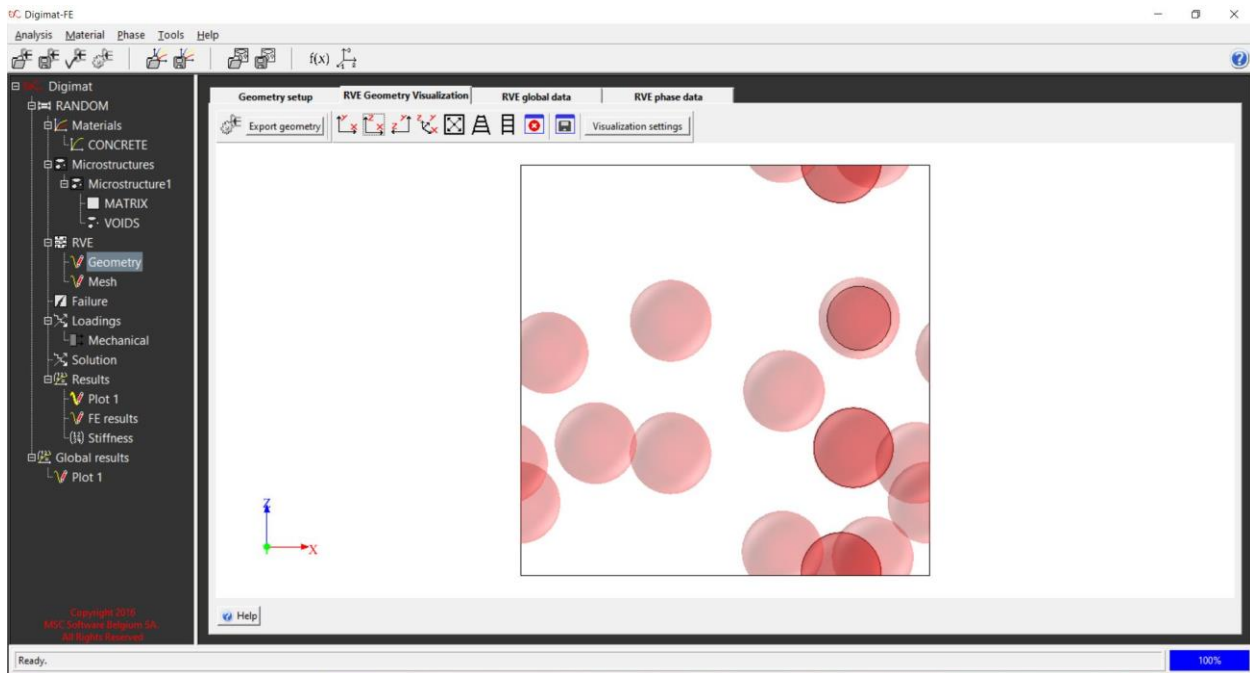 Digimat-FE
Analysis Material Phase Tools Help
f(x)
Digimat
RANDOM
Materials
CONCRETE
Microstructures
Microstructure1
MATRIX
VOIDS
RVE
Geometry
Mesh
Failure
Loadings
Mechanical
Solution
Results
Plot 1
FE results
Stiffness
Global results
Plot 1
Copyright 2016
MSC Software Belgium SA.
All Rights Reserved
Geometry setup RVE Geometry Visualization RVE global data RVE phase data
Export geometry Visualization settings
Z
X
Help
Ready. 100%